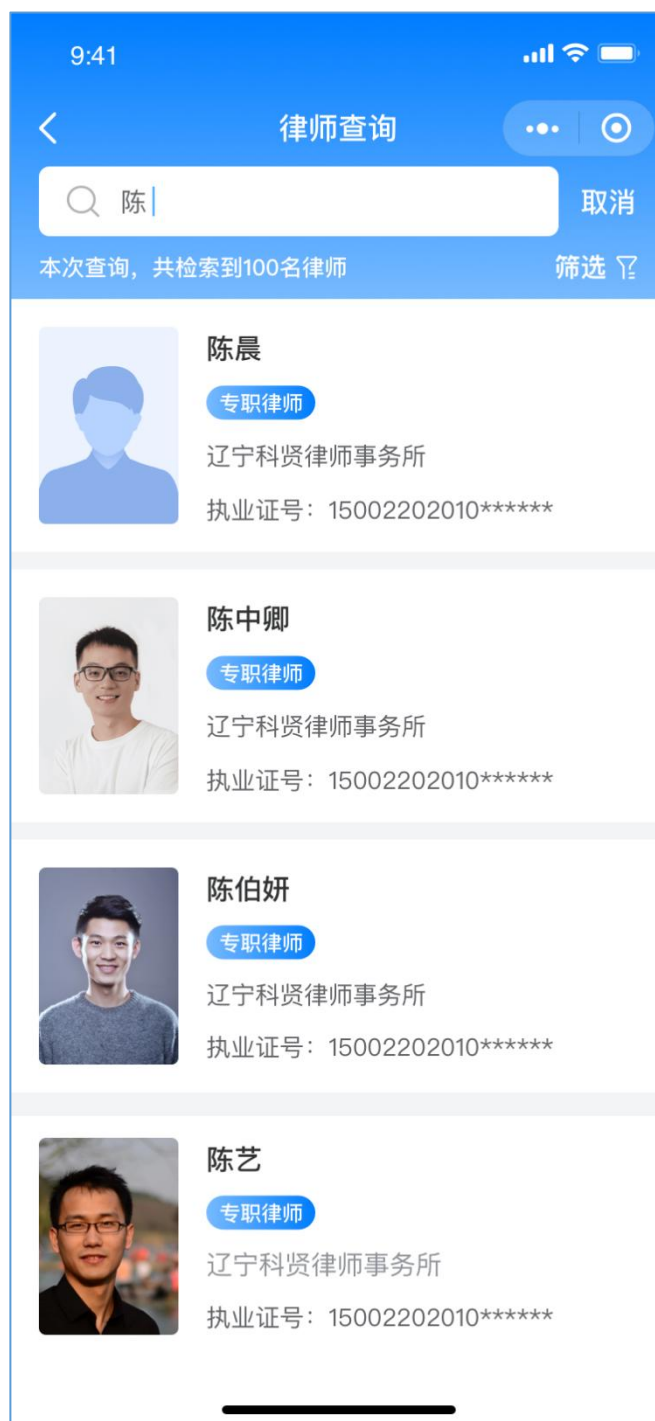 9:41
律师查询
陈
取消
本次查询，共检索到100名律师
筛选
陈晨
专职律师
辽宁科贤律师事务所
执业证号：15002202010******
陈中卿
专职律师
辽宁科贤律师事务所
执业证号：15002202010******
陈伯妍
专职律师
辽宁科贤律师事务所
执业证号：15002202010******
陈艺
专职律师
辽宁科贤律师事务所
执业证号：15002202010******